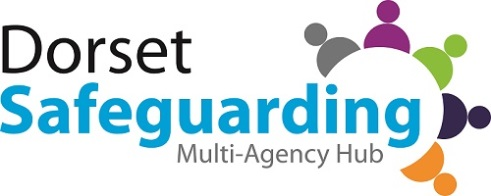 Dorset
Safeguarding
Multi-Agency Hub